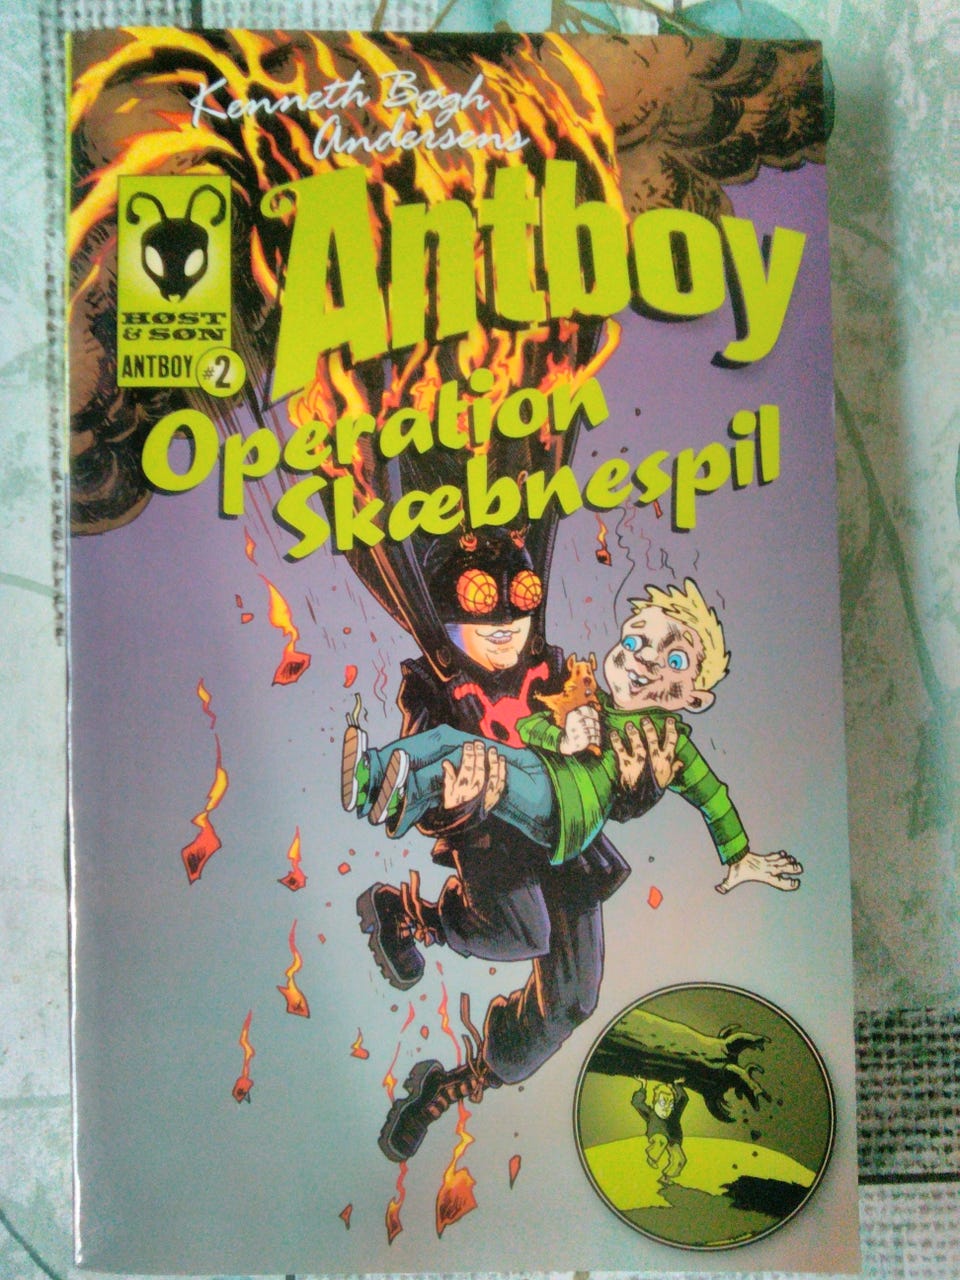 Kenneth Bøgh
Andersens
Antboy
HØST
& SØN
ANTBOY #2
Operation
Skæbnespil